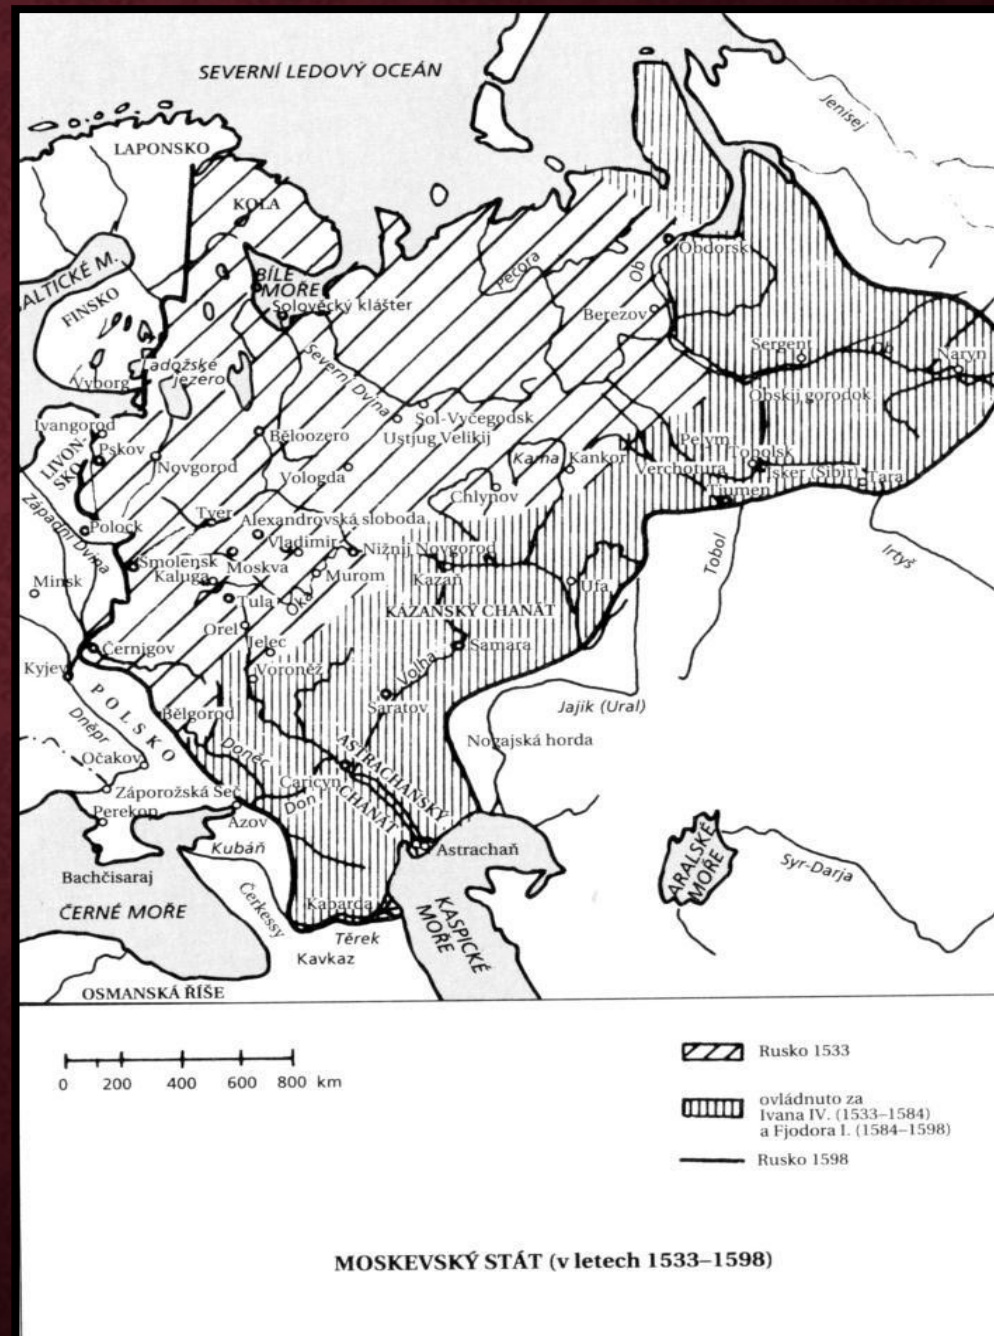 SEVERNÍ LEDOVÝ OCEÁN
Jenisej
LAPONSKO
KOLA
BALTICKÉ M.
FINSKO
BÍLÉ
MOŘE
Solovecký klášter
Pečora
Ob
Obdorsk
Berezov
Vyborg
Ladožské
jezero
Severní Dvina
Sergent
Ob
Naryn
Obskij gorodok
Ivangorod
LIVON-
SKO
Pskov
Novgorod
Běloozero
Vologda
Sol-Vyčegodsk
Ustjug Velikij
Kama
Kankor
Pelym
Verchotura
Tobolsk
Isker (Sibiř)
Tara
Ťumen
Chlynov
Západní Dvina
Polock
Tver
Alexandrovská sloboda
Vladimir
Nižnij Novgorod
Smolensk
Moskva
Kaluga
Murom
Kazaň
Ufa
Tobol
Irtyš
Minsk
Tula
Oka
KAZAŇSKÝ CHANÁT
Orel
Jelec
Samara
Černigov
Kyjev
Voroněž
Volha
Saratov
Jajik (Ural)
POLSKO
Dněpr
Bělgorod
Doněc
Nogajská horda
Očakov
Caricyn
ASTRACHAŇSKÝ
CHANÁT
Záporožská Seč
Don
Perekop
Azov
Kubáň
Astrachaň
ARALSKÉ
MOŘE
Syr-Darja
Bachčisaraj
ČERNÉ MOŘE
Čerkessy
Kabarda
KASPICKÉ
MOŘE
Těrek
Kavkaz
OSMANSKÁ ŘÍŠE
0 200 400 600 800 km
Rusko 1533
ovládnuto za
Ivana IV. (1533–1584)
a Fjodora I. (1584–1598)
Rusko 1598
MOSKEVSKÝ STÁT (v letech 1533–1598)